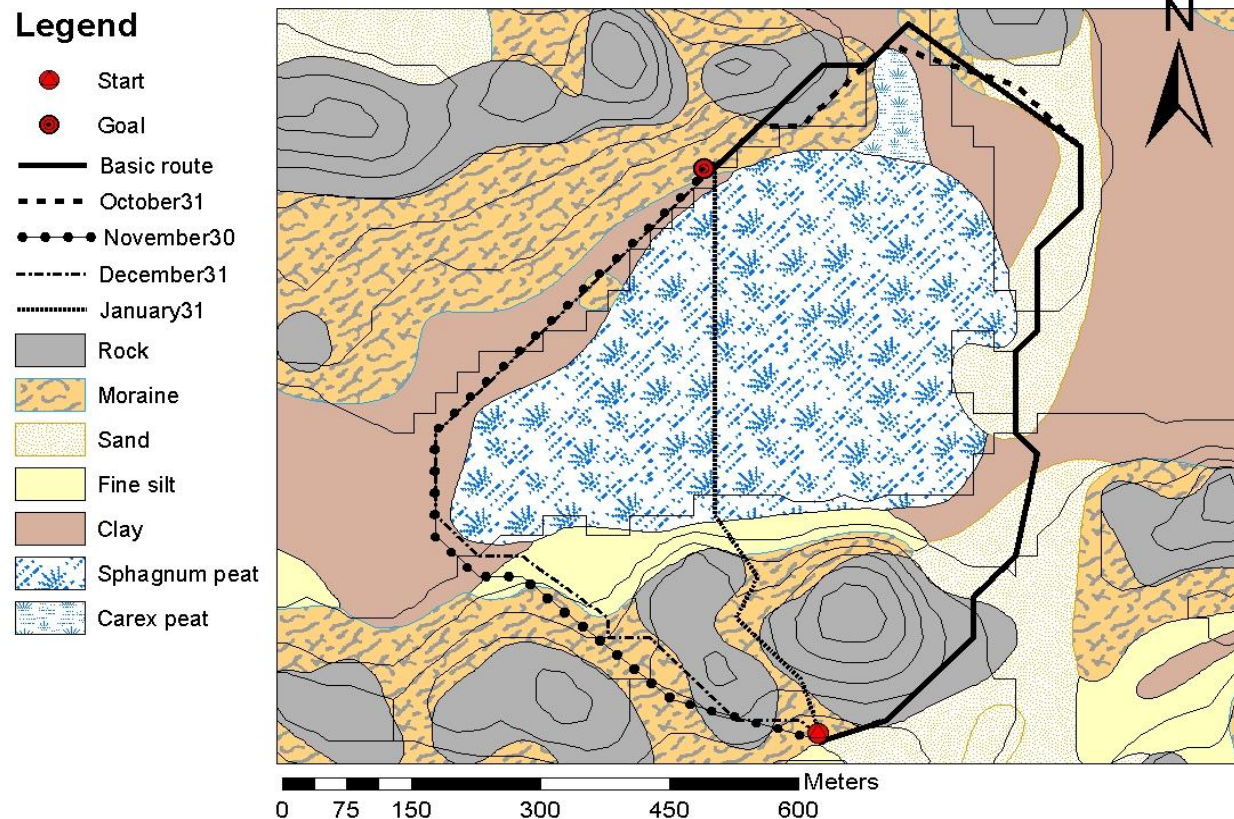 Legend
Start
Goal
Basic route
October31
November30
December31
January31
Rock
Moraine
Sand
Fine silt
Clay
Sphagnum peat
Carex peat
N
Meters
0 75 150 300 450 600